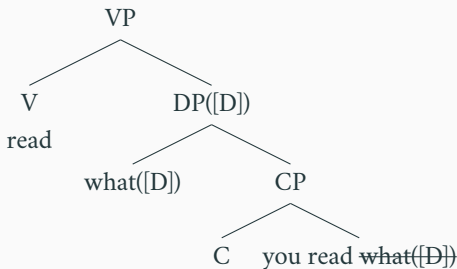 VP
V DP([D])
read
what([D]) CP
C you read what([D])